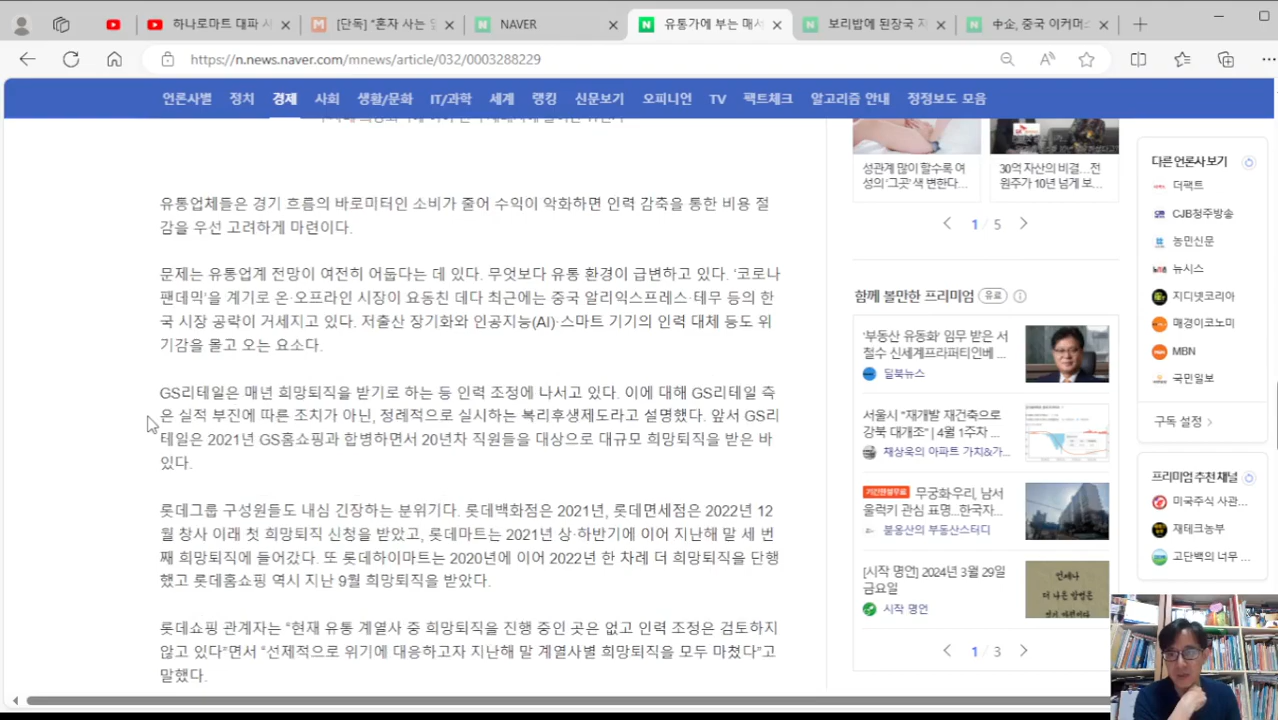 하나로마트 대파 사
[단독] "혼자 사는
NAVER
유통가에 부는 매서
보리밥에 된장국
中企, 중국 이커머
https://n.news.naver.com/mnews/article/032/0003288229
언론사별 정치 경제 사회 생활/문화 IT/과학 세계 랭킹 신문보기 오피니언 TV 팩트체크 알고리즘 안내 정정보도 모음
유통업체들은 경기 흐름의 바로미터인 소비가 줄어 수익이 악화하면 인력 감축을 통한 비용 절
감을 우선 고려하게 마련이다.
문제는 유통업계 전망이 여전히 어둡다는 데 있다. 무엇보다 유통 환경이 급변하고 있다. '코로나
팬데믹'을 계기로 온·오프라인 시장이 요동친 데다 최근에는 중국 알리익스프레스·테무 등의 한
국 시장 공략이 거세지고 있다. 저출산 장기화와 인공지능(AI)·스마트 기기의 인력 대체 등도 위
기감을 몰고 오는 요소다.
GS리테일은 매년 희망퇴직을 받기로 하는 등 인력 조정에 나서고 있다. 이에 대해 GS리테일 측
은 실적 부진에 따른 조치가 아닌, 정례적으로 실시하는 복리후생제도라고 설명했다. 앞서 GS리
테일은 2021년 GS홈쇼핑과 합병하면서 20년차 직원들을 대상으로 대규모 희망퇴직을 받은 바
있다.
롯데그룹 구성원들도 내심 긴장하는 분위기다. 롯데백화점은 2021년, 롯데면세점은 2022년 12
월 창사 이래 첫 희망퇴직 신청을 받았고, 롯데마트는 2021년 상·하반기에 이어 지난해 말 세 번
째 희망퇴직에 들어갔다. 또 롯데하이마트는 2020년에 이어 2022년 한 차례 더 희망퇴직을 단행
했고 롯데홈쇼핑 역시 지난 9월 희망퇴직을 받았다.
롯데쇼핑 관계자는 "현재 유통 계열사 중 희망퇴직을 진행 중인 곳은 없고 인력 조정은 검토하지
않고 있다"면서 "선제적으로 위기에 대응하고자 지난해 말 계열사별 희망퇴직을 모두 마쳤다"고
말했다.
성관계 많이 할수록 여
성의 '그곳' 색 변한다...
30억 자산의 비결...전
원주가 10년 넘게 보...
1 / 5
함께 볼만한 프리미엄 유료
'부동산 유동화' 임무 받은 서
철수 신세계프라퍼티인베 ...
딜북뉴스
서울시 "재개발 재건축으로
강북 대개조" | 4월 1주차 ...
채상욱의 아파트 가치&가...
기간한정무료 무궁화우리, 남서
울럭키 관심 표명...한국자...
붇옹산의 부동산스터디
[시작 명언] 2024년 3월 29일
금요일
시작 명언
1 / 3
다른 언론사 보기
더팩트
CJB청주방송
농민신문
뉴시스
지디넷코리아
매경이코노미
MBN
국민일보
구독 설정
프리미엄 추천 채널
미국주식 사관...
재테크농부
고단백의 너무 ...